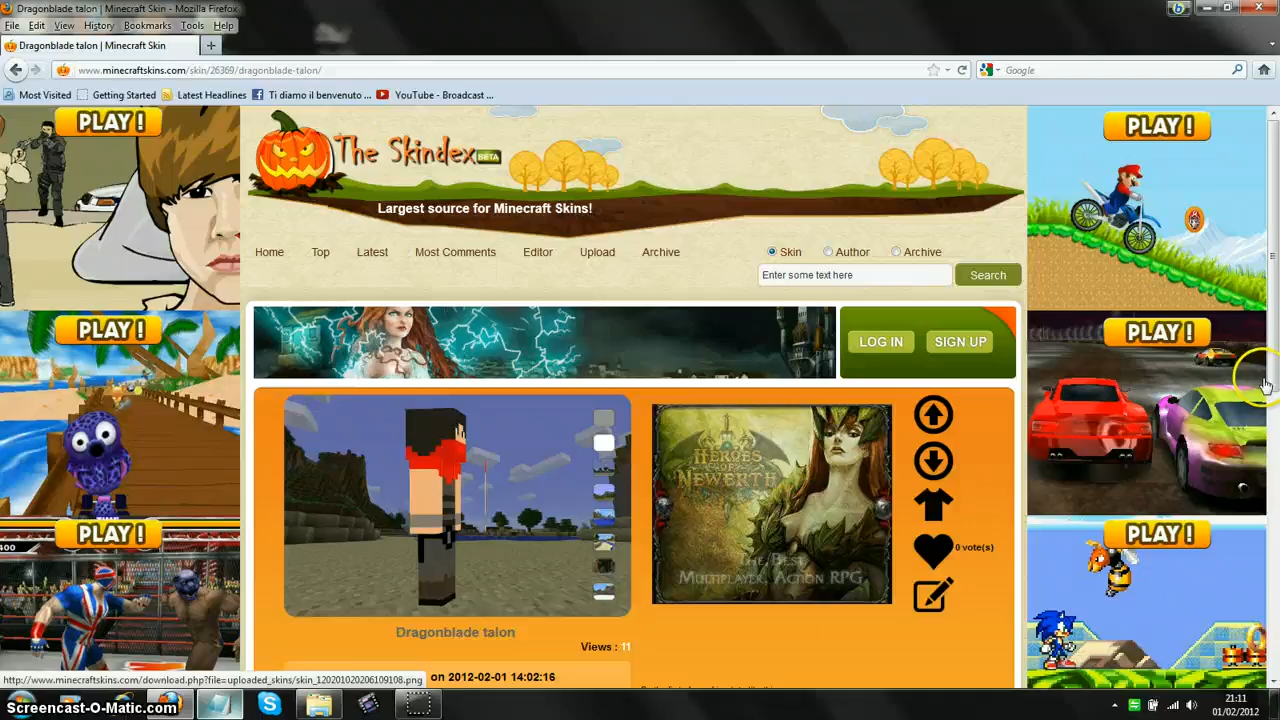 Dragonblade talon | Minecraft Skin - Mozilla Firefox
File Edit View History Bookmarks Tools Help
Dragonblade talon | Minecraft Skin
www.minecraftskins.com/skin/26369/dragonblade-talon/
Google
Most Visited Getting Started Latest Headlines Ti diamo il benvenuto ... YouTube - Broadcast ...
PLAY !
PLAY !
The Skindex BETA
Largest source for Minecraft Skins!
Home Top Latest Most Comments Editor Upload Archive
Skin Author Archive
Enter some text here
Search
LOG IN SIGN UP
PLAY !
PLAY !
HEROES OF NEWERTH
THE BEST
MULTIPLAYER, ACTION RPG
0 vote(s)
PLAY !
PLAY !
400
Dragonblade talon
Views : 11
on 2012-02-01 14:02:16
http://www.minecraftskins.com/download.php?file=uploaded_skins/skin_120201020206109108.png
Screencast-O-Matic.com
21:11
01/02/2012